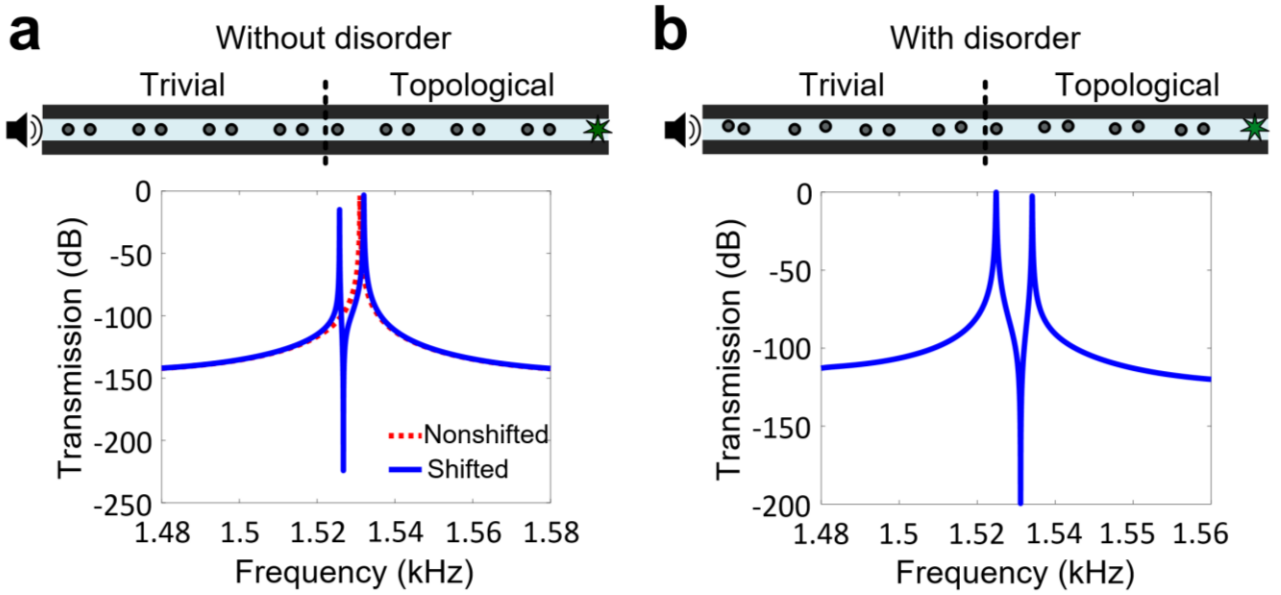 a
Without disorder
Trivial
Topological
0
-50
-100
-150
-200
-250
Transmission (dB)
Nonshifted
Shifted
1.48 1.5 1.52 1.54 1.56 1.58
Frequency (kHz)
b
With disorder
Trivial
Topological
0
-50
-100
-150
-200
Transmission (dB)
1.48 1.5 1.52 1.54 1.55 1.56
Frequency (kHz)